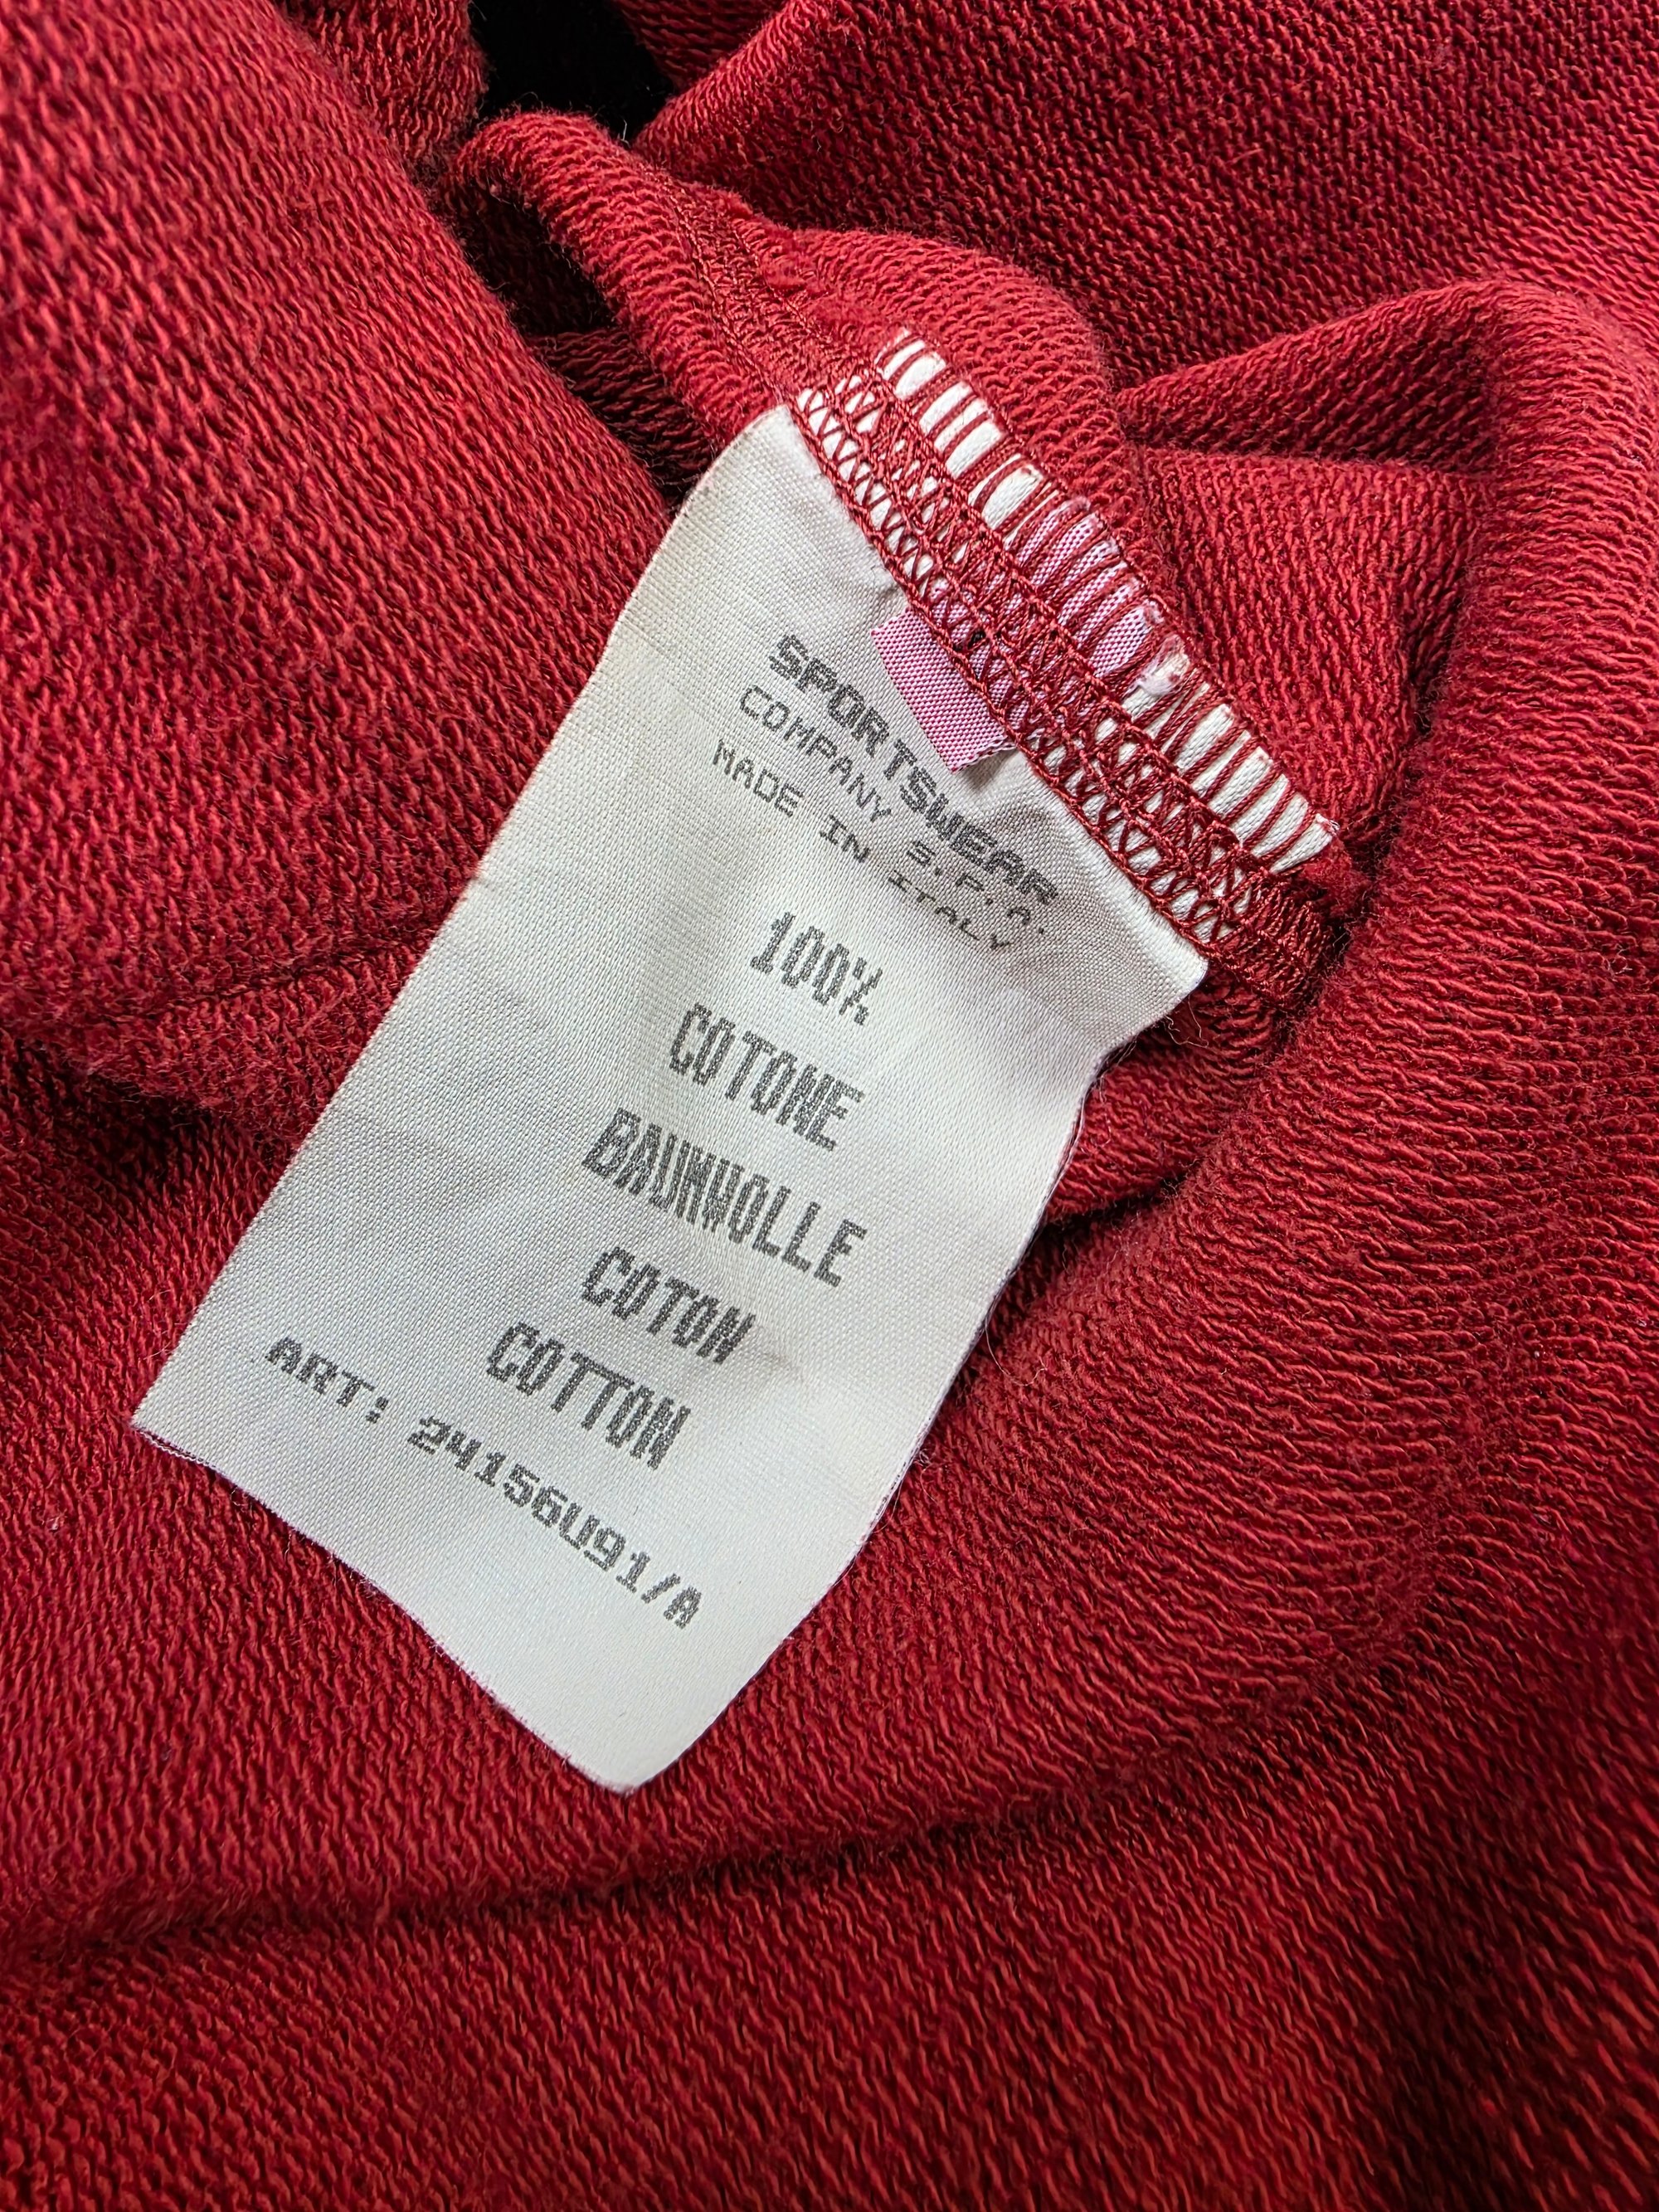 SPORTSWEAR
COMPANY S.P.A.
MADE IN ITALY
100%
COTONE
BAUMWOLLE
COTON
COTTON
ART: 24156U91/A